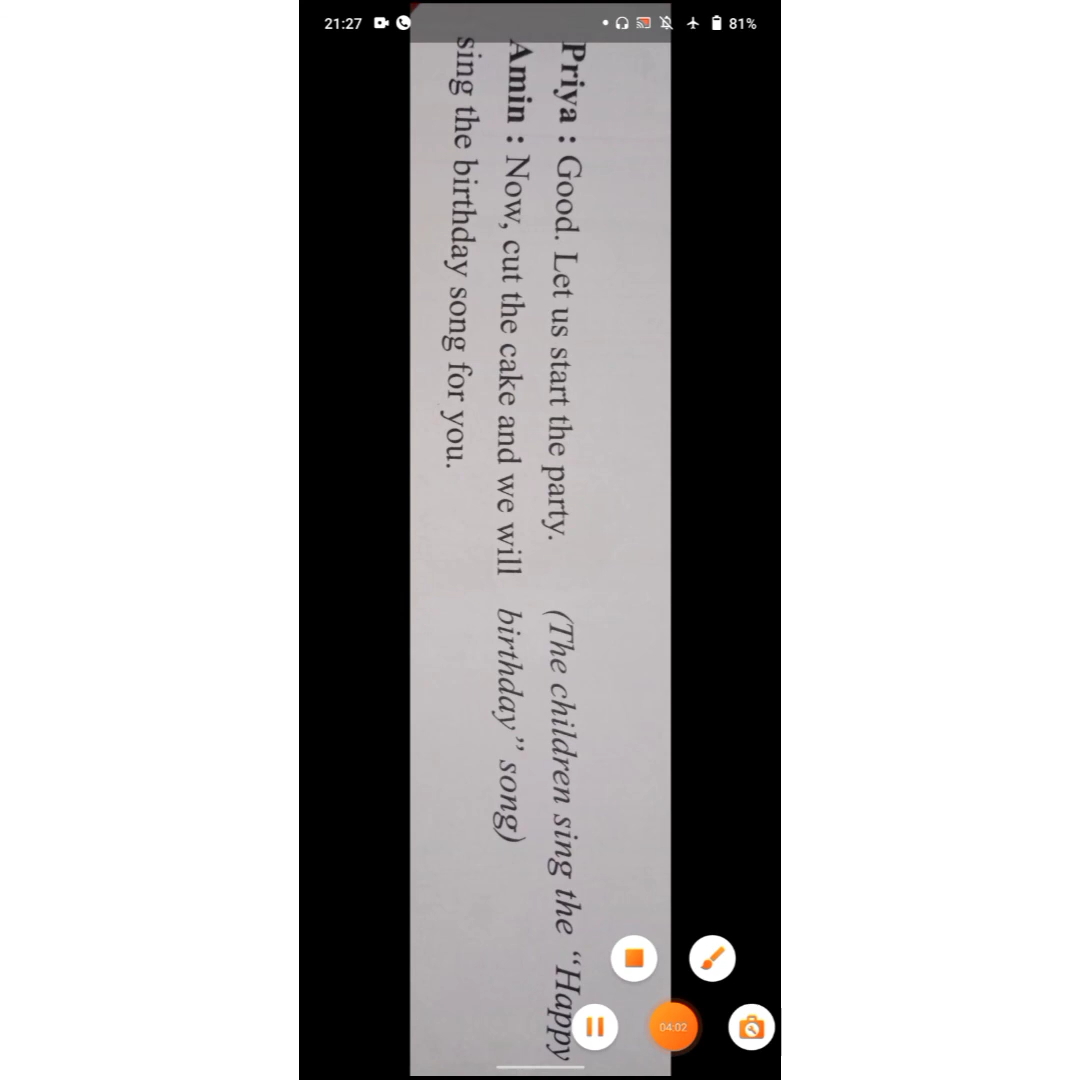 21:27
81%
Priya : Good. Let us start the party.
Amin : Now, cut the cake and we will
sing the birthday song for you.
(The children sing the “Happy
birthday” song)
04:02